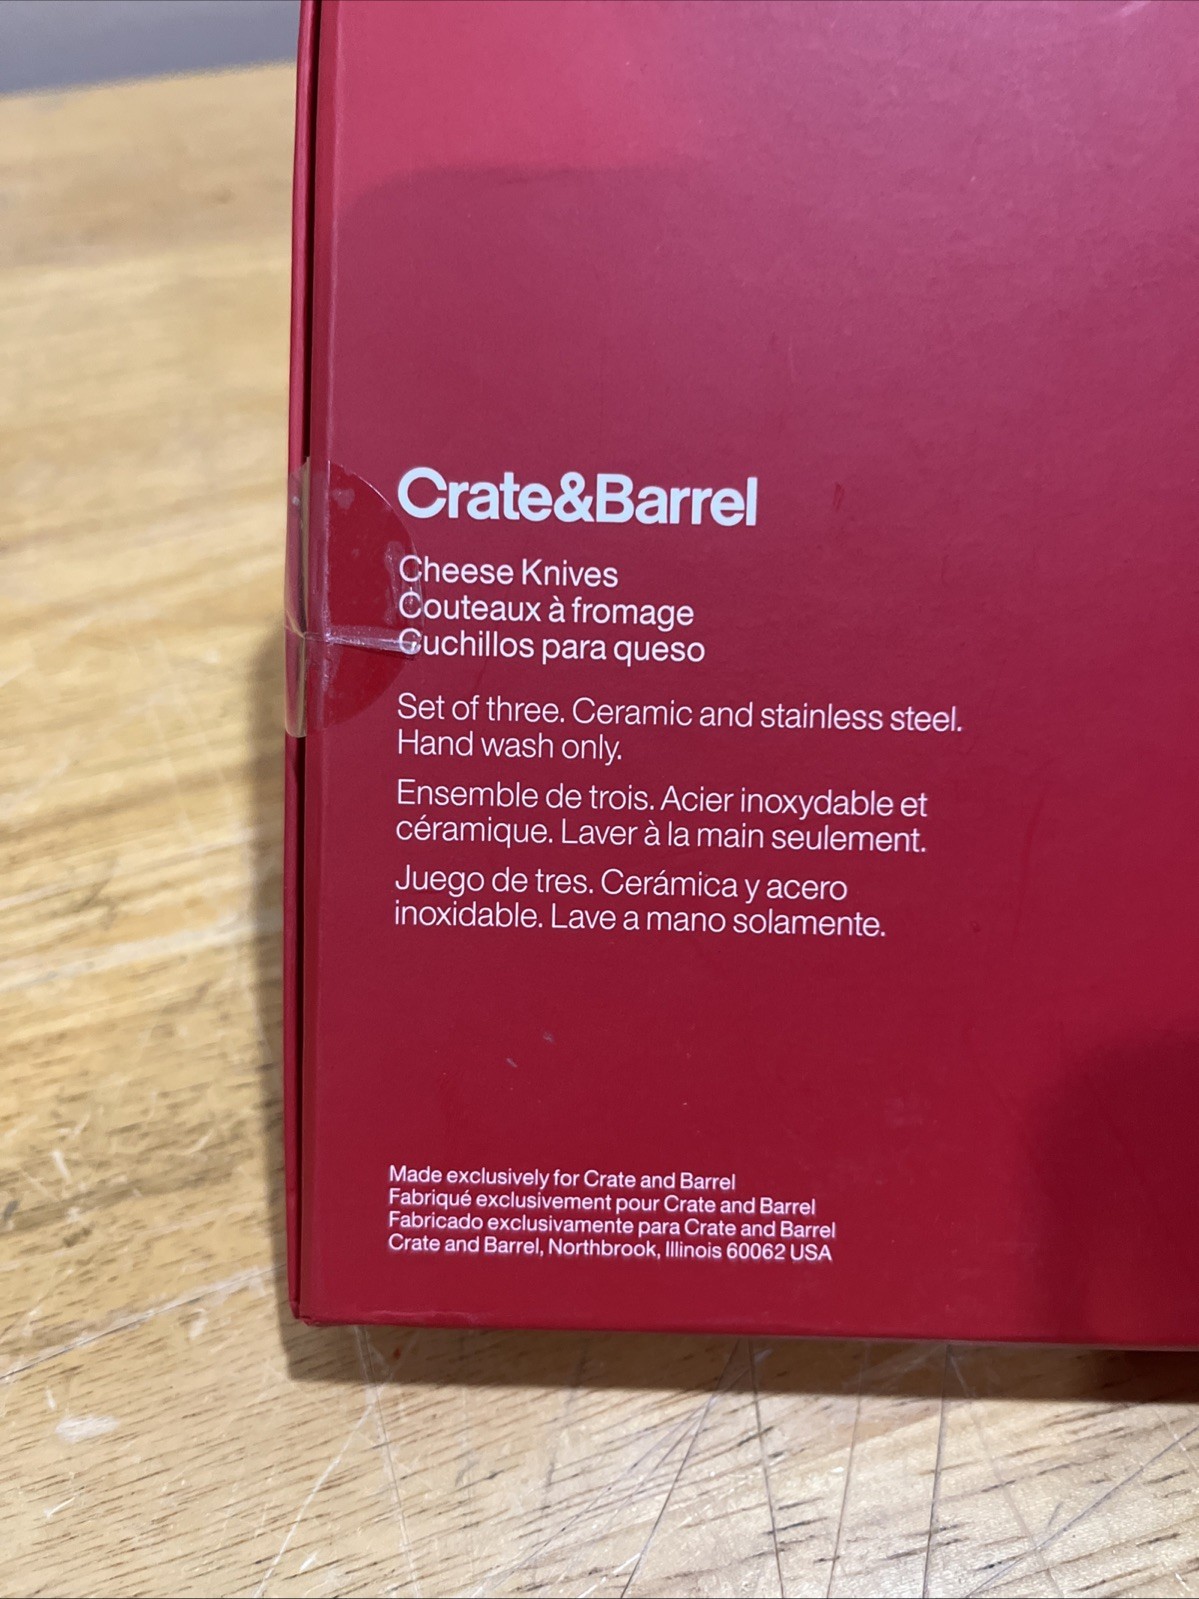 Crate&Barrel
Cheese Knives
Couteaux à fromage
Cuchillos para queso
Set of three. Ceramic and stainless steel.
Hand wash only.
Ensemble de trois. Acier inoxydable et
céramique. Laver à la main seulement.
Juego de tres. Cerámica y acero
inoxidable. Lave a mano solamente.
Made exclusively for Crate and Barrel
Fabriqué exclusivement pour Crate and Barrel
Fabricado exclusivamente para Crate and Barrel
Crate and Barrel, Northbrook, Illinois 60062 USA